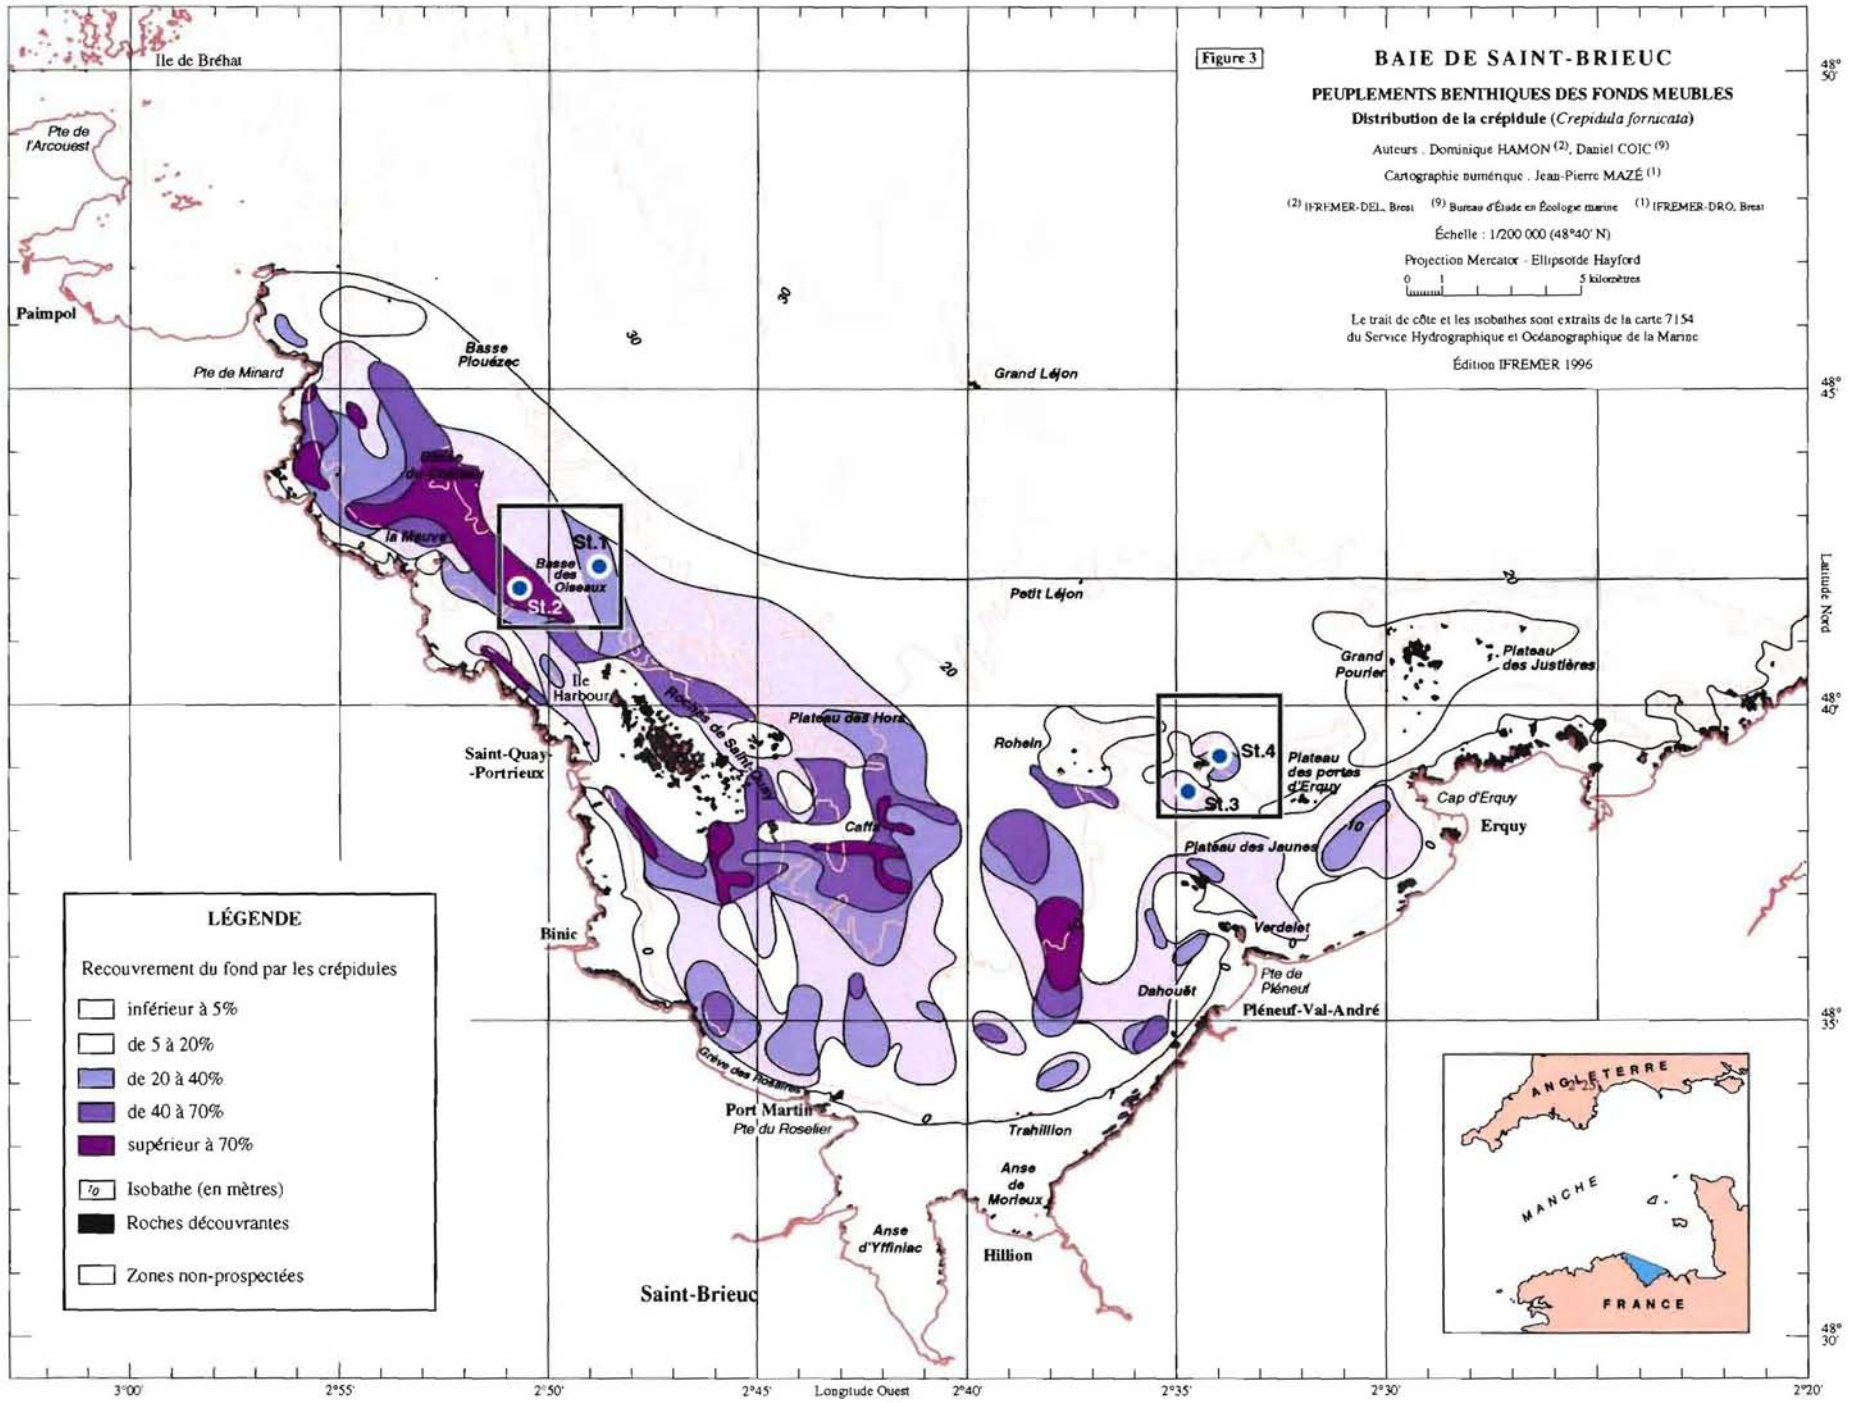 Figure 3
BAIE DE SAINT-BRIEUC
PEUPLEMENTS BENTHIQUES DES FONDS MEUBLES
Distribution de la crépidule (Crepidula fornicata)
Auteurs . Dominique HAMON (2), Daniel COIC (9)
Cartographie numérique . Jean-Pierre MAZÉ (1)
(2) IFREMER-DEL, Brest (9) Bureau d'Étude en Écologie marine (1) IFREMER-DRO, Brest
Échelle : 1/200 000 (48°40' N)
Projection Mercator - Ellipsoïde Hayford
0 1 5 kilomètres
Le trait de côte et les isobathes sont extraits de la carte 7154
du Service Hydrographique et Océanographique de la Marine
Édition IFREMER 1996
Ile de Bréhat
Pte de
l'Arcouest
Paimpol
Pte de Minard
Basse
Plouézec
30
30
Grand Léjon
Basse
du
la Mauve
St.1
Basse
des
Oiseaux
St.2
Petit Léjon
20
20
Grand
Pourier
Plateau
des Justières
Ile
Harbour
Roches de Saint-Quay
Plateau des Hors
Rohein
St.4
St.3
Plateau
des portes
d'Erquy
Cap d'Erquy
Erquy
Saint-Quay-
-Portrieux
Caffa
Plateau des Jaunes
10
0
Binic
0
Verdelet
0
0
Pte de
Pléneuf
Dahouët
Pléneuf-Val-André
Grève des Rosaires
Port Martin
Pte du Roselier
0
Trahillion
Anse
de
Morieux
Anse
d'Yffiniac
Hillion
Saint-Brieuc
LÉGENDE
Recouvrement du fond par les crépidules
inférieur à 5%
de 5 à 20%
de 20 à 40%
de 40 à 70%
supérieur à 70%
10 Isobathe (en mètres)
Roches découvrantes
Zones non-prospectées
ANGLETERRE
2°25'
MANCHE
FRANCE
48°
50'
48°
45'
Latitude Nord
48°
40'
48°
35'
48°
30'
3°00' 2°55' 2°50' 2°45' Longitude Ouest 2°40' 2°35' 2°30' 2°20'